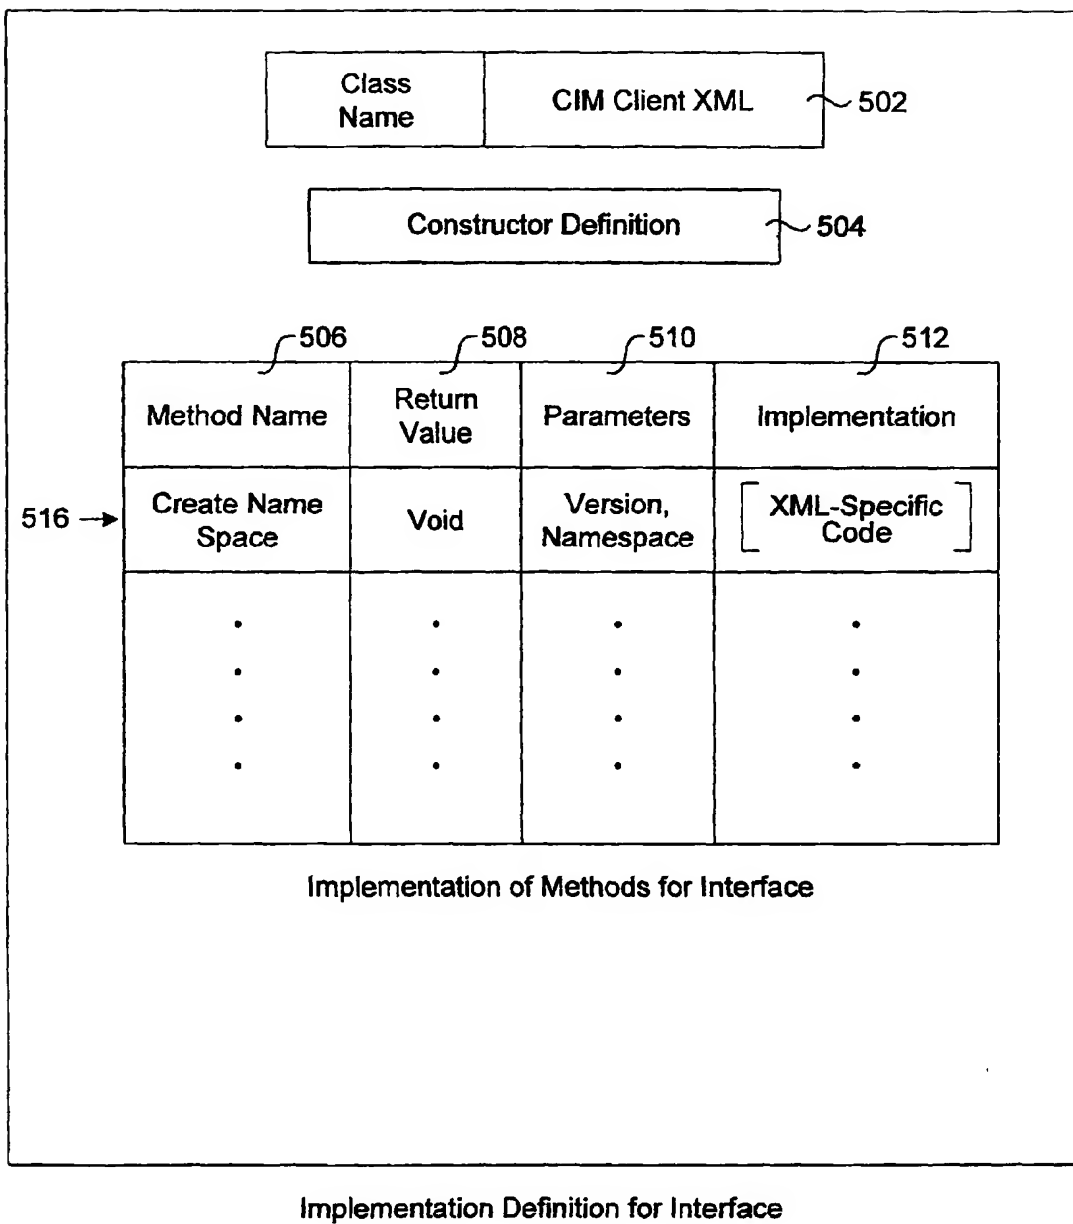 Class
Name
CIM Client XML
502
Constructor Definition
504
506
508
510
512
Method Name
Return
Value
Parameters
Implementation
516
Create Name
Space
Void
Version,
Namespace
XML-Specific
Code
Implementation of Methods for Interface
Implementation Definition for Interface